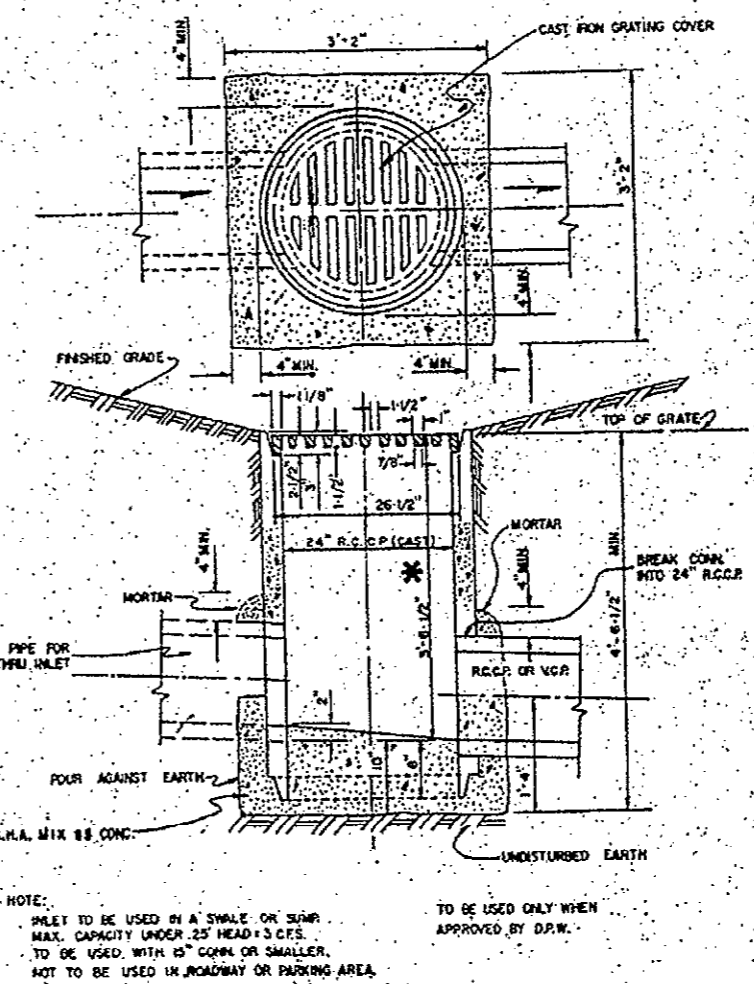 CAST IRON GRATING COVER
3'-2"
4" MIN.
3'-2"
4" MIN.
FINISHED GRADE
4" MIN.
4" MIN.
1 1/8"
1-1/2"
1"
TOP OF GRATE
7/8"
2-1/2"
3"
1-1/2"
26-1/2"
MORTAR
24" R.C.C.P. (CAST)
4" MIN.
4" MIN.
BREAK CONN.
INTO 24" R.C.C.P.
MORTAR
3'-6-1/2"
4'-6-1/2" MIN.
PIPE FOR
THRU INLET
R.C.C.P. OR V.C.P.
2"
10"
8"
1'-4"
POUR AGAINST EARTH
MIX CONC.
UNDISTURBED EARTH
NOTE:
INLET TO BE USED IN A SWALE OR SUMP.
MAX. CAPACITY UNDER .25' HEAD = 3 C.F.S.
TO BE USED WITH 15" CONN. OR SMALLER.
NOT TO BE USED IN ROADWAY OR PARKING AREA.
TO BE USED ONLY WHEN
APPROVED BY D.P.W.